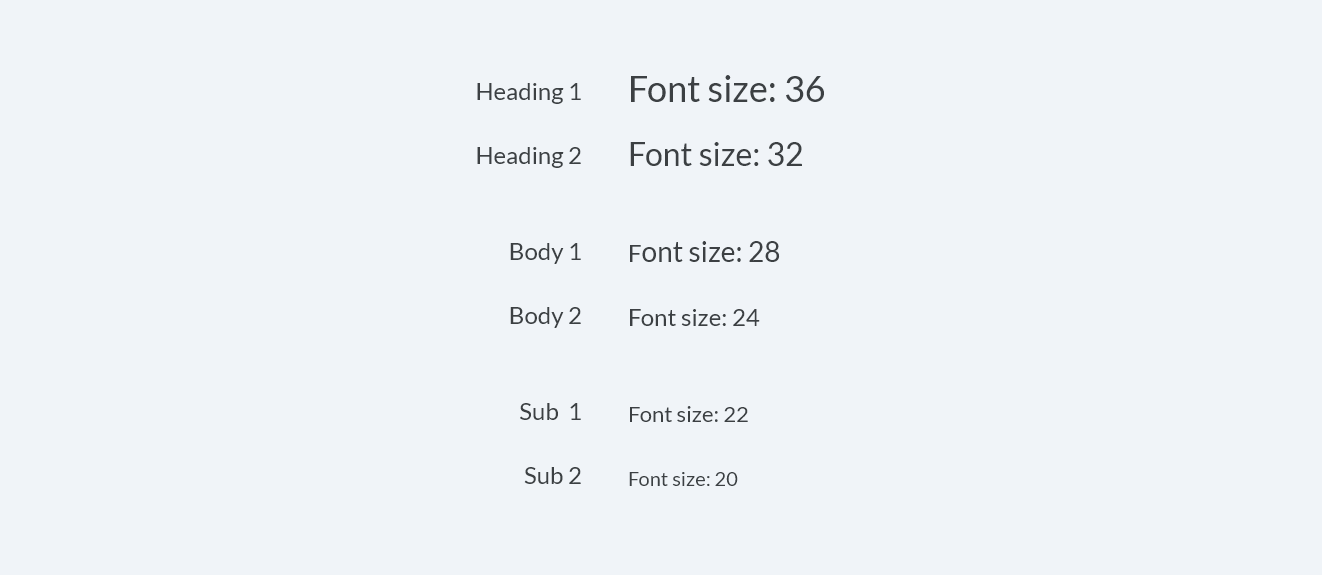 Heading 1 Font size: 36
Heading 2 Font size: 32
Body 1 Font size: 28
Body 2 Font size: 24
Sub  1 Font size: 22
Sub 2 Font size: 20